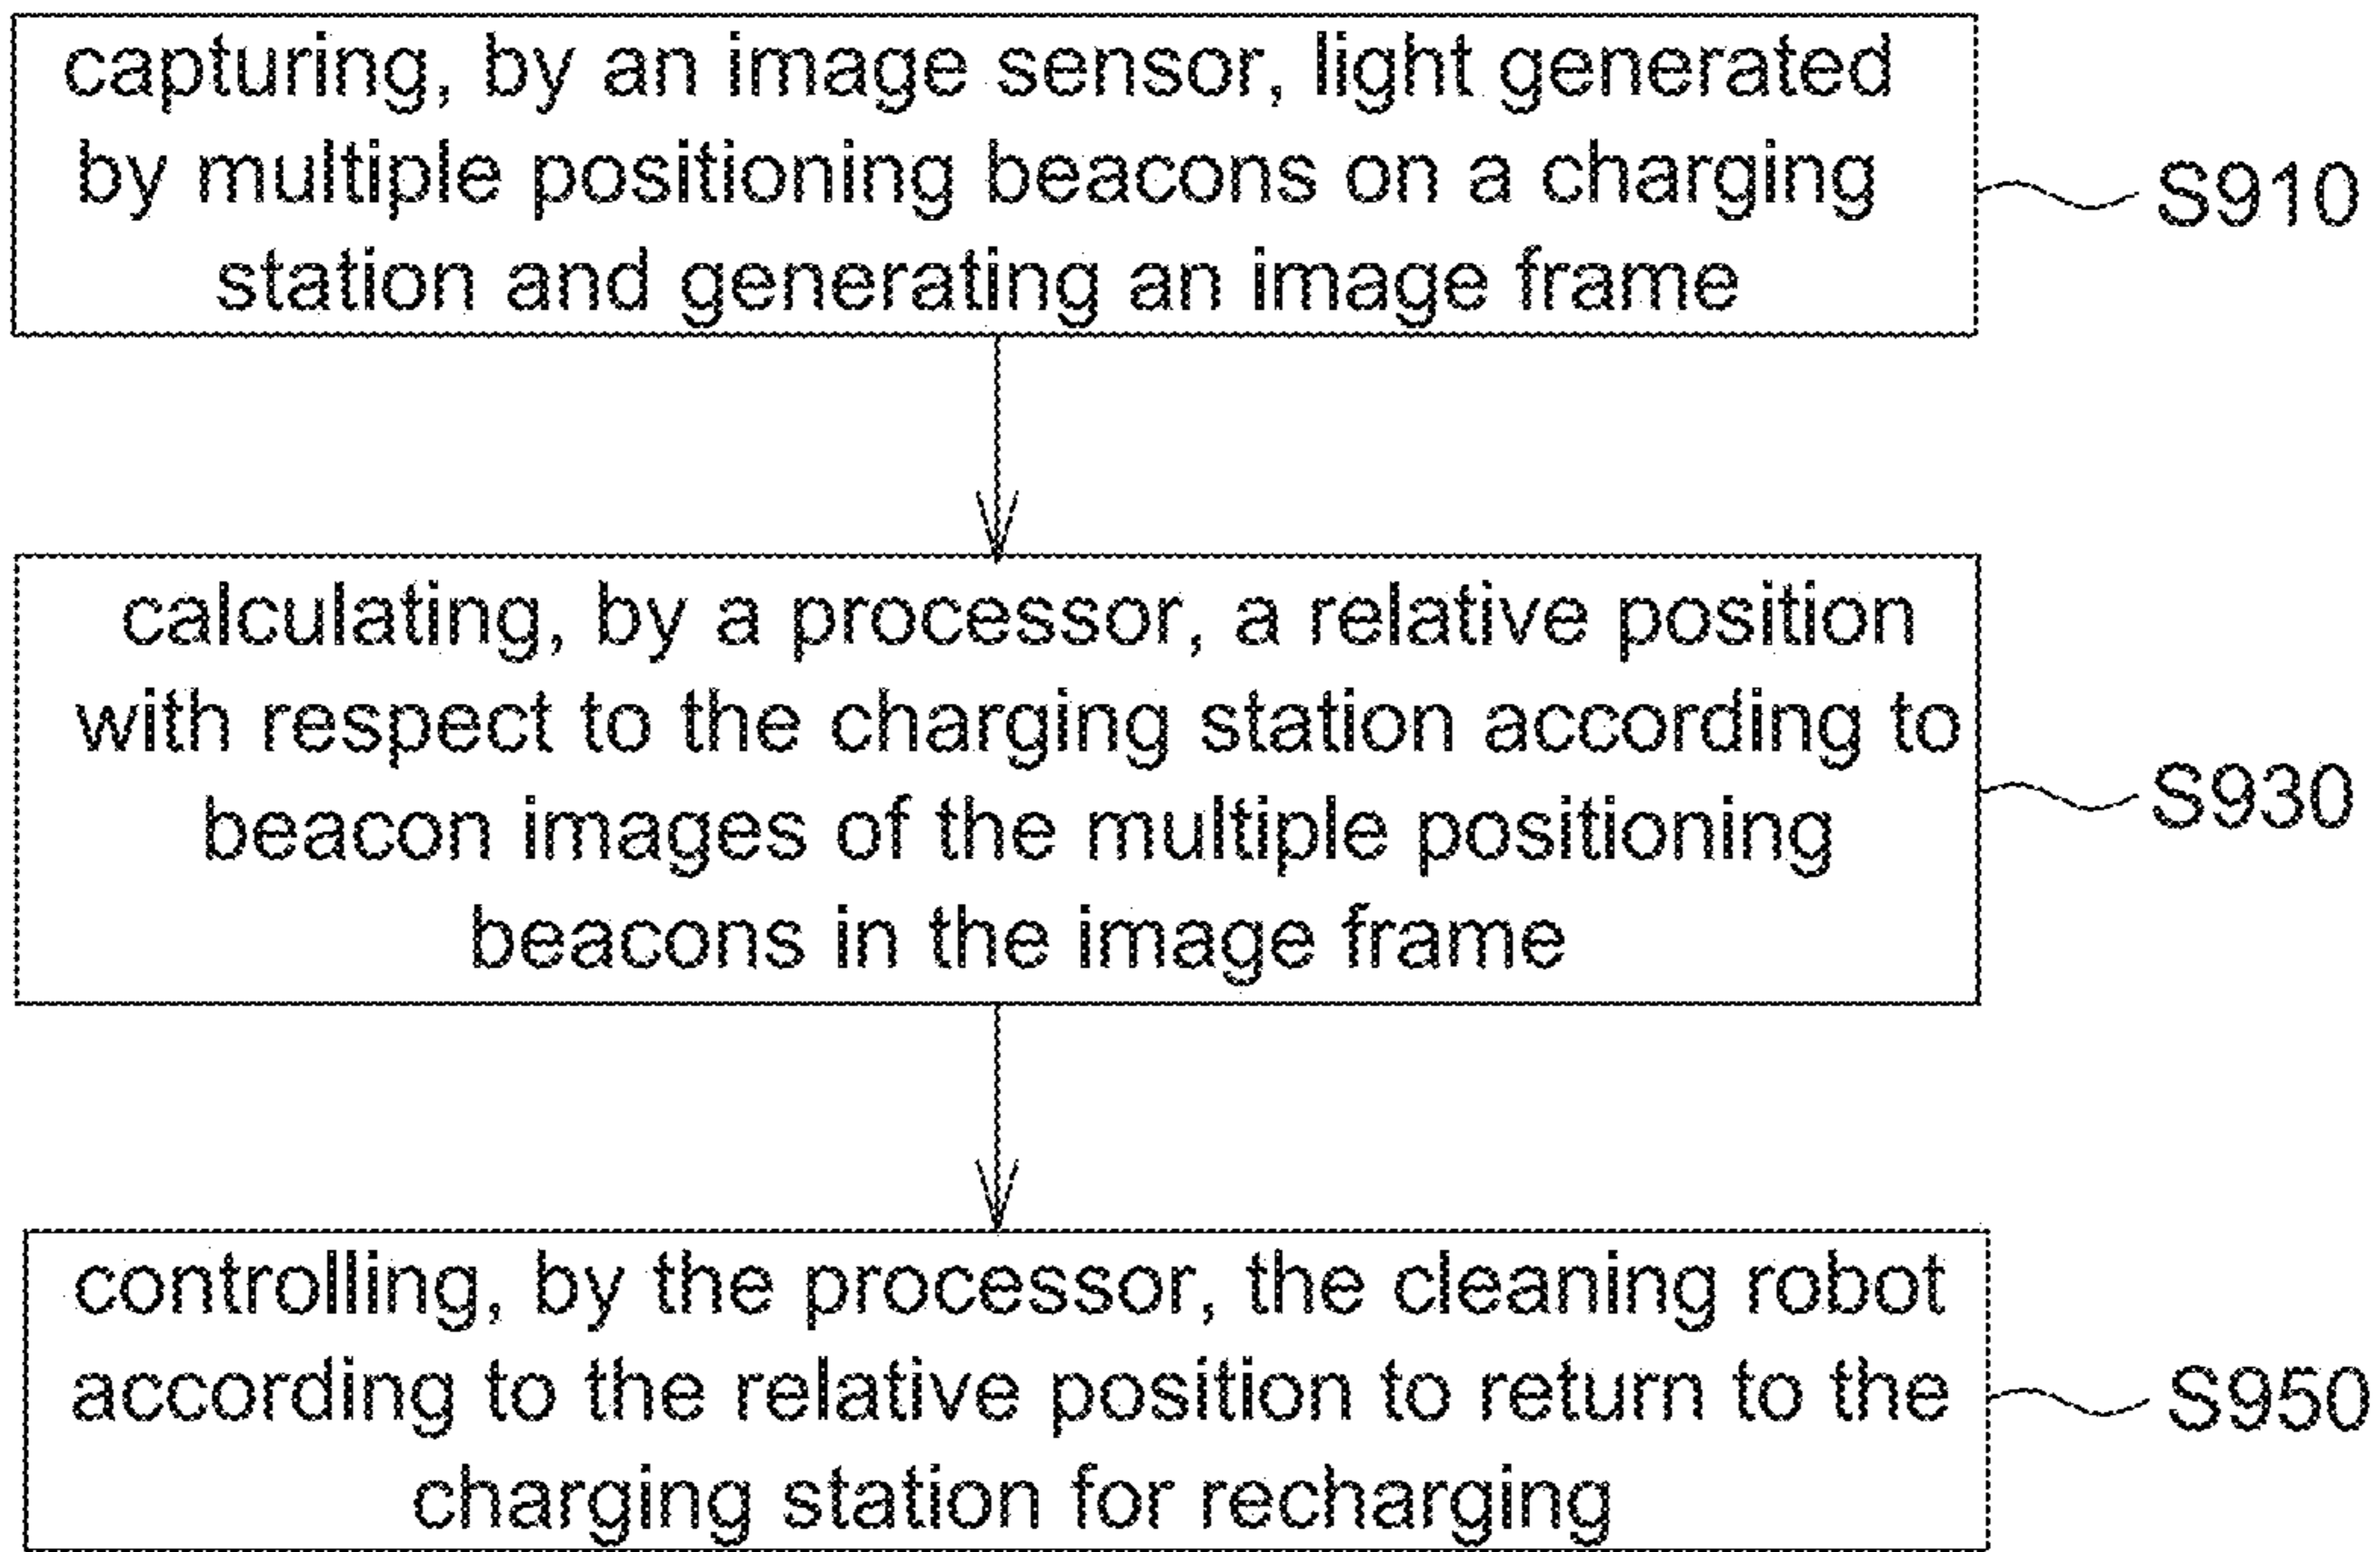 capturing, by an image sensor, light generated
by multiple positioning beacons on a charging
station and generating an image frame
S910
calculating, by a processor, a relative position
with respect to the charging station according to
beacon images of the multiple positioning
beacons in the image frame
S930
controlling, by the processor, the cleaning robot
according to the relative position to return to the
charging station for recharging
S950